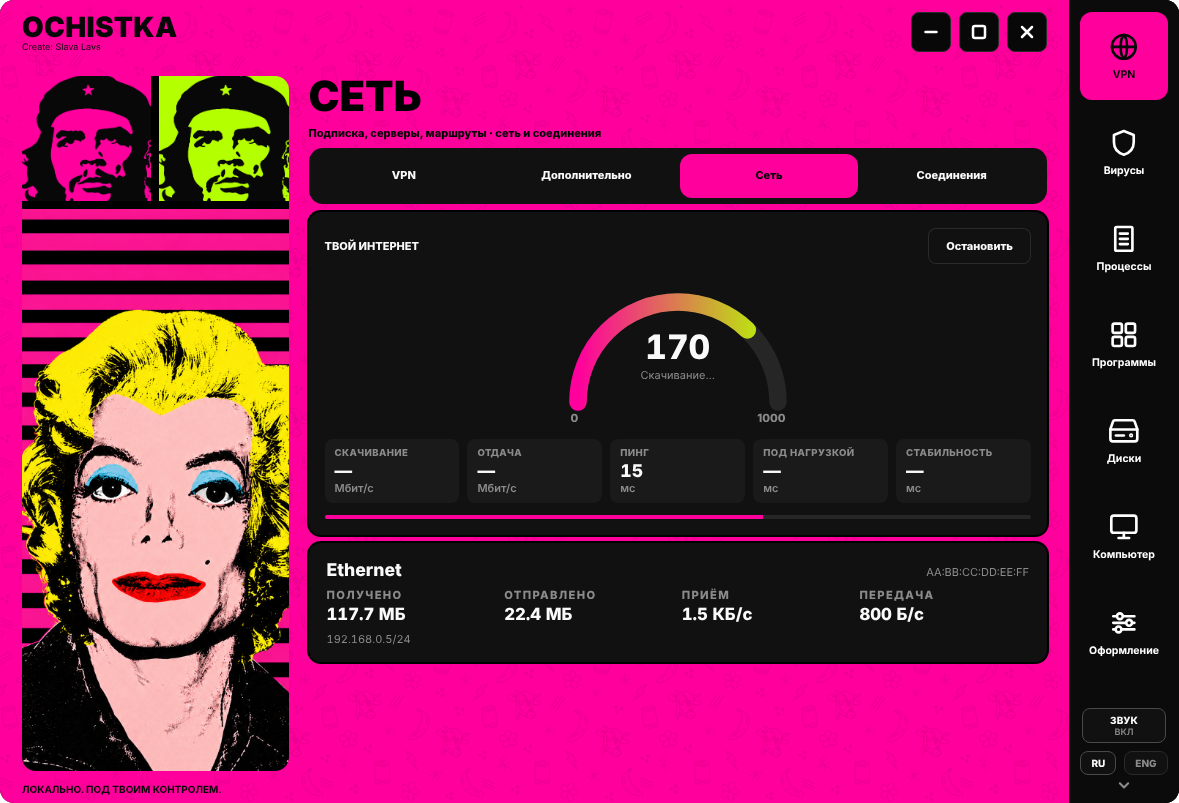 OCHISTKA
Create: Slava Lavs
СЕТЬ
Подписка, серверы, маршруты · сеть и соединения
VPN
Дополнительно
Сеть
Соединения
ТВОЙ ИНТЕРНЕТ
Остановить
170
Скачивание...
0
1000
СКАЧИВАНИЕ
—
Мбит/с
ОТДАЧА
—
Мбит/с
ПИНГ
15
мс
ПОД НАГРУЗКОЙ
—
мс
СТАБИЛЬНОСТЬ
—
мс
Ethernet
AA:BB:CC:DD:EE:FF
ПОЛУЧЕНО
117.7 МБ
ОТПРАВЛЕНО
22.4 МБ
ПРИЁМ
1.5 КБ/с
ПЕРЕДАЧА
800 Б/с
192.168.0.5/24
ЛОКАЛЬНО. ПОД ТВОИМ КОНТРОЛЕМ.
VPN
Вирусы
Процессы
Программы
Диски
Компьютер
Оформление
ЗВУК
ВКЛ
RU
ENG